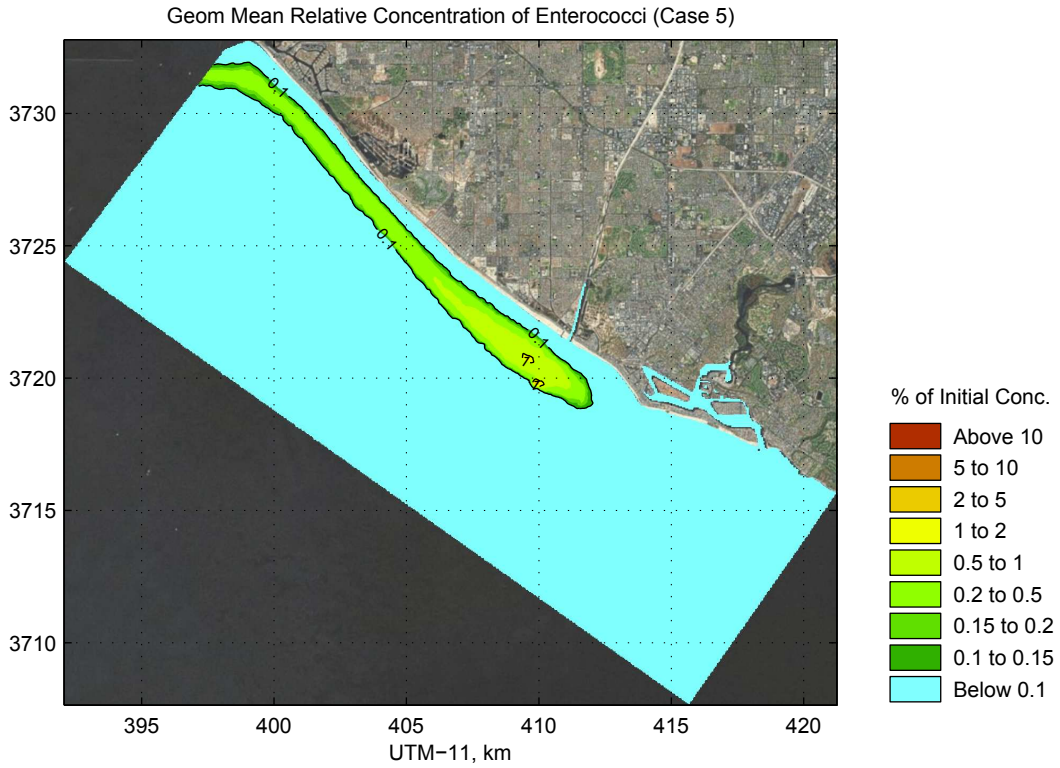 Geom Mean Relative Concentration of Enterococci (Case 5)
3730
3725
3720
3715
3710
0.1
0.1
0.1
395
400
405
410
415
420
UTM−11, km
% of Initial Conc.
Above 10
5 to 10
2 to 5
1 to 2
0.5 to 1
0.2 to 0.5
0.15 to 0.2
0.1 to 0.15
Below 0.1